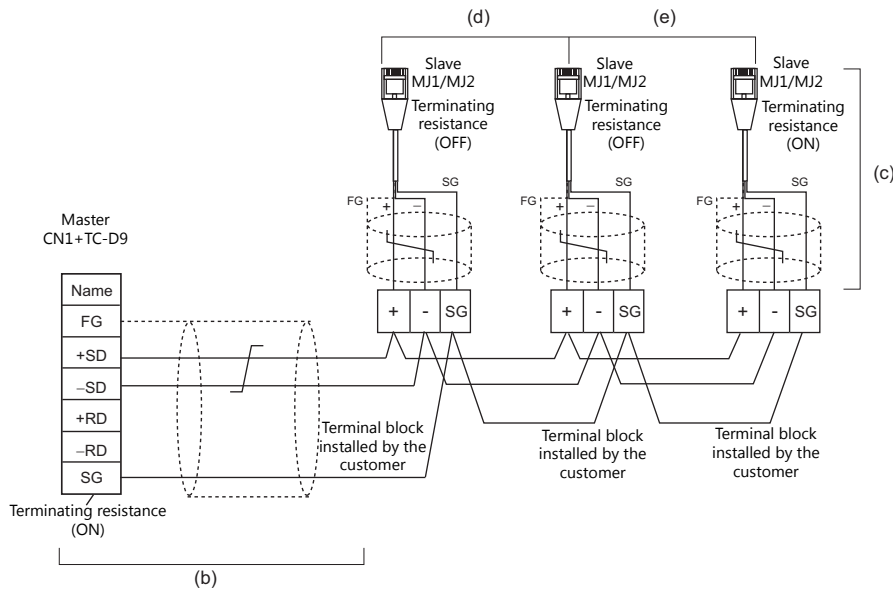 (d)
(e)
Slave
MJ1/MJ2
Terminating
resistance
(OFF)
Slave
MJ1/MJ2
Terminating
resistance
(OFF)
Slave
MJ1/MJ2
Terminating
resistance
(ON)
(c)
SG
FG
+
–
SG
FG
+
–
SG
FG
+
–
Master
CN1+TC-D9
Name
FG
+SD
–SD
+RD
–RD
SG
Terminating resistance
(ON)
+
-
SG
+
-
SG
+
-
SG
Terminal block
installed by the
customer
Terminal block
installed by the
customer
Terminal block
installed by the
customer
(b)